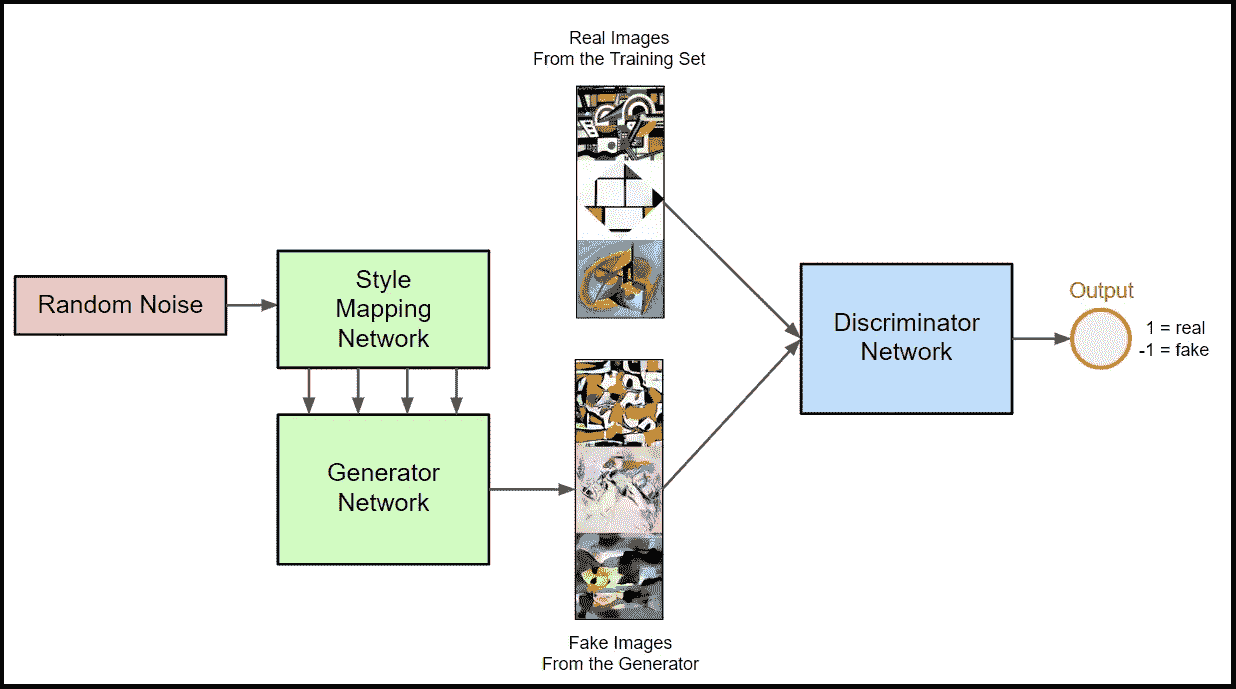 Real Images
From the Training Set
Random Noise
Style
Mapping
Network
Generator
Network
Discriminator
Network
Output
1 = real
-1 = fake
Fake Images
From the Generator